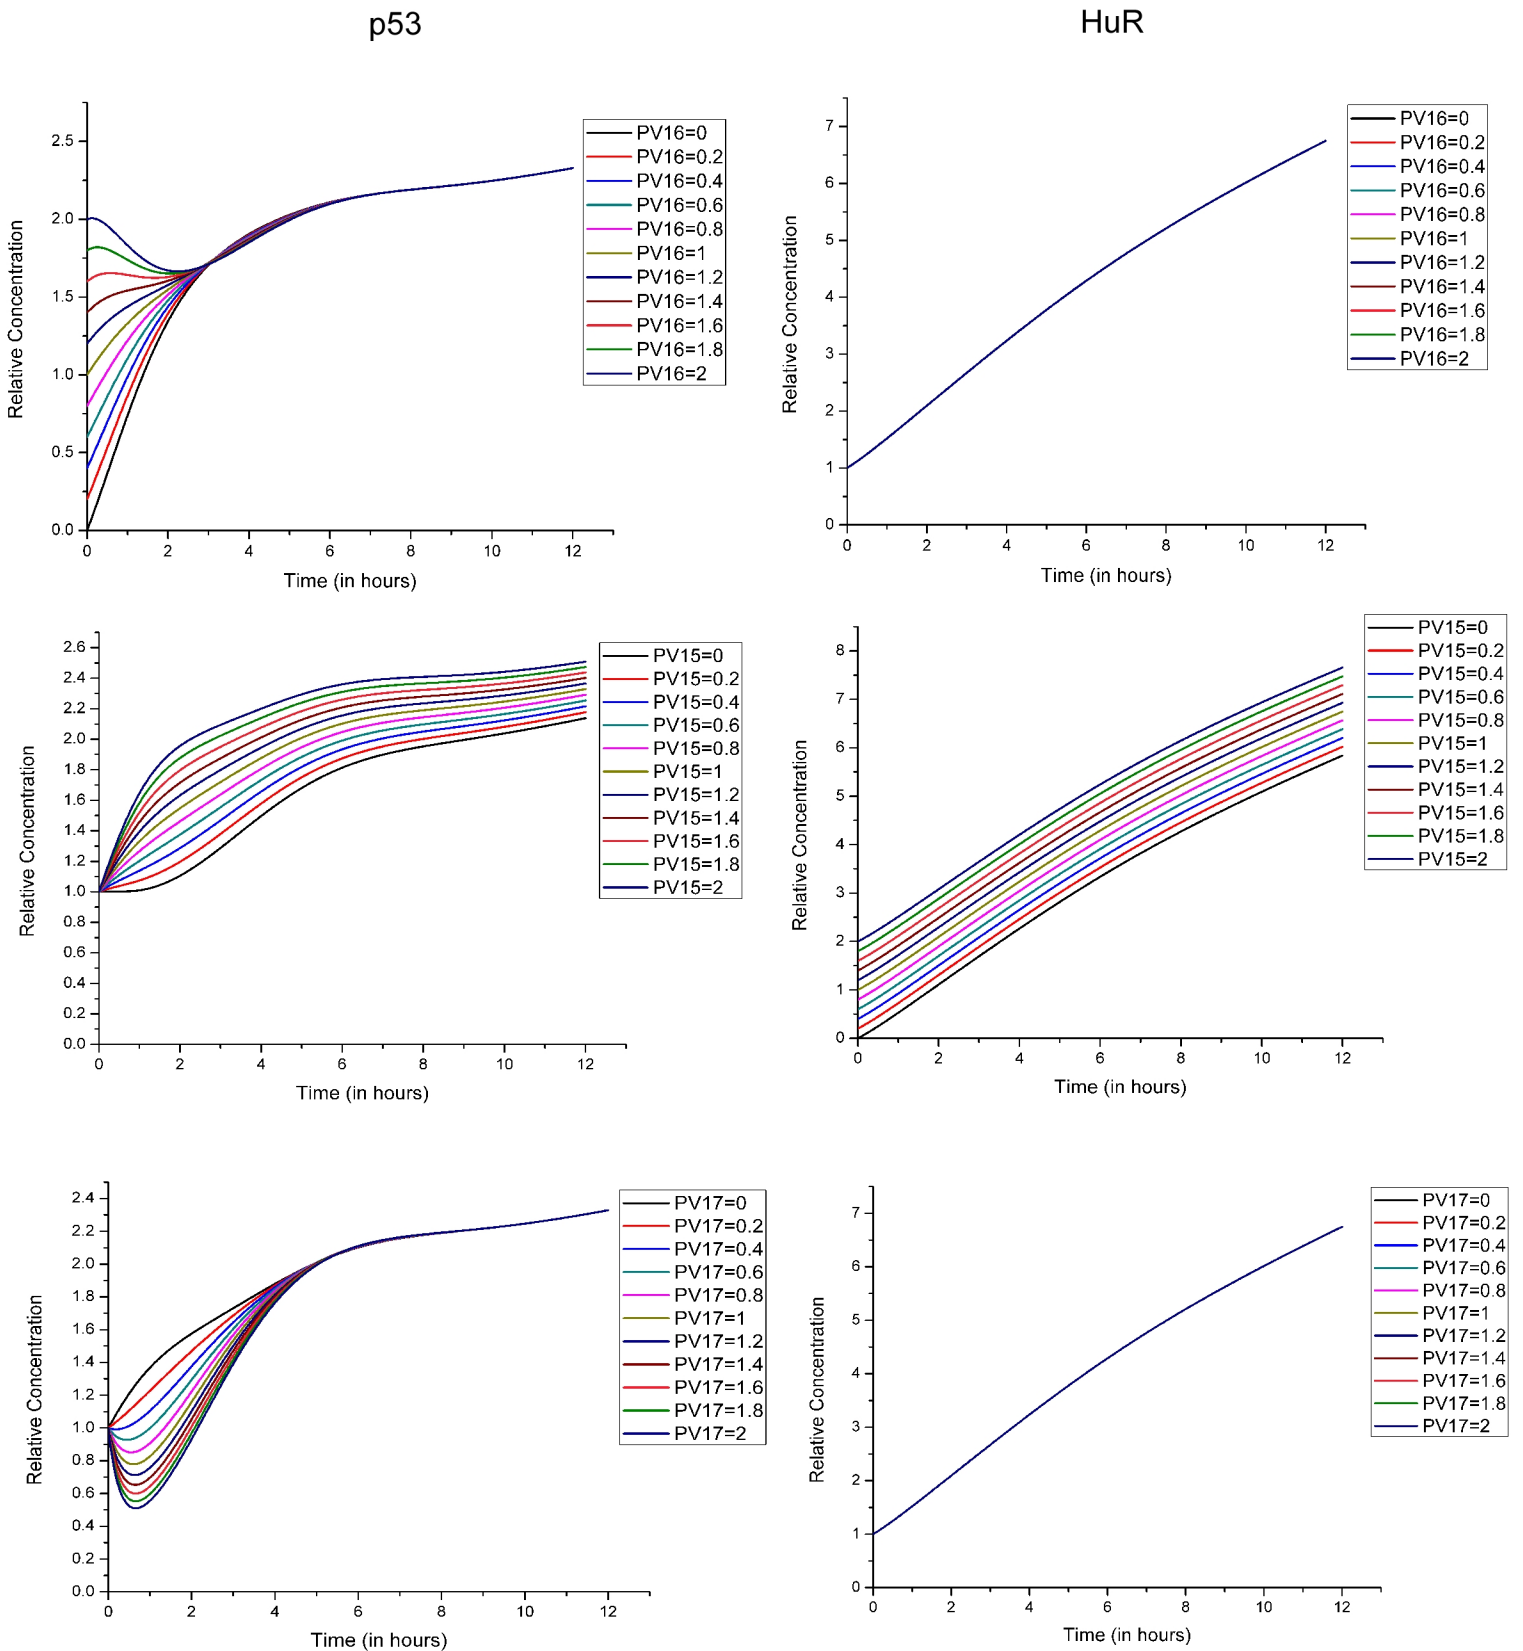 p53
HuR
2.5
2.0
1.5
1.0
0.5
0.0
0 2 4 6 8 10 12
Relative Concentration
Time (in hours)
PV16=0
PV16=0.2
PV16=0.4
PV16=0.6
PV16=0.8
PV16=1
PV16=1.2
PV16=1.4
PV16=1.6
PV16=1.8
PV16=2
7
6
5
4
3
2
1
0
0 2 4 6 8 10 12
Relative Concentration
Time (in hours)
PV16=0
PV16=0.2
PV16=0.4
PV16=0.6
PV16=0.8
PV16=1
PV16=1.2
PV16=1.4
PV16=1.6
PV16=1.8
PV16=2
2.6
2.4
2.2
2.0
1.8
1.6
1.4
1.2
1.0
0.8
0.6
0.4
0.2
0.0
0 2 4 6 8 10 12
Relative Concentration
Time (in hours)
PV15=0
PV15=0.2
PV15=0.4
PV15=0.6
PV15=0.8
PV15=1
PV15=1.2
PV15=1.4
PV15=1.6
PV15=1.8
PV15=2
8
7
6
5
4
3
2
1
0
0 2 4 6 8 10 12
Relative Concentration
Time (in hours)
PV15=0
PV15=0.2
PV15=0.4
PV15=0.6
PV15=0.8
PV15=1
PV15=1.2
PV15=1.4
PV15=1.6
PV15=1.8
PV15=2
2.4
2.2
2.0
1.8
1.6
1.4
1.2
1.0
0.8
0.6
0.4
0.2
0.0
0 2 4 6 8 10 12
Relative Concentration
Time (in hours)
PV17=0
PV17=0.2
PV17=0.4
PV17=0.6
PV17=0.8
PV17=1
PV17=1.2
PV17=1.4
PV17=1.6
PV17=1.8
PV17=2
7
6
5
4
3
2
1
0
0 2 4 6 8 10 12
Relative Concentration
Time (in hours)
PV17=0
PV17=0.2
PV17=0.4
PV17=0.6
PV17=0.8
PV17=1
PV17=1.2
PV17=1.4
PV17=1.6
PV17=1.8
PV17=2